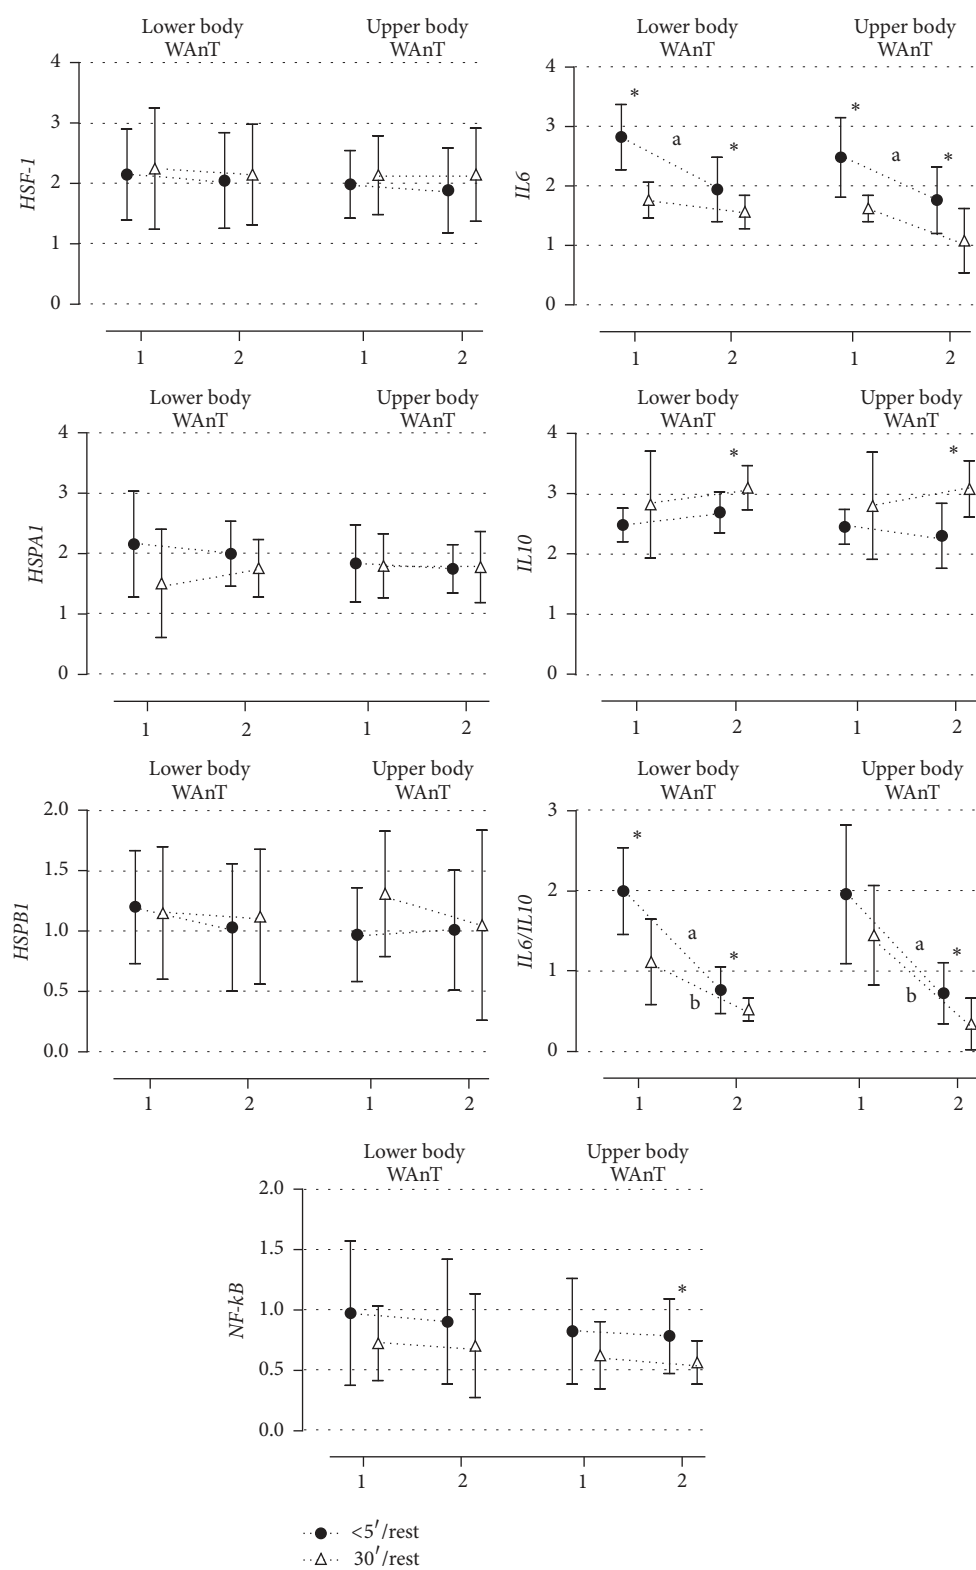 Lower body
WAnT
Upper body
WAnT
HSF-1
4
3
2
1
0
1
2
1
2
Lower body
WAnT
Upper body
WAnT
IL6
4
3
2
1
0
*
a
*
*
a
*
1
2
1
2
Lower body
WAnT
Upper body
WAnT
HSPA1
4
3
2
1
0
1
2
1
2
Lower body
WAnT
Upper body
WAnT
IL10
4
3
2
1
0
*
*
1
2
1
2
Lower body
WAnT
Upper body
WAnT
HSPB1
2.0
1.5
1.0
0.5
0.0
1
2
1
2
Lower body
WAnT
Upper body
WAnT
IL6/IL10
3
2
1
0
*
a
*
b
a
*
b
1
2
1
2
Lower body
WAnT
Upper body
WAnT
NF-kB
2.0
1.5
1.0
0.5
0.0
*
1
2
1
2
<5′/rest
30′/rest